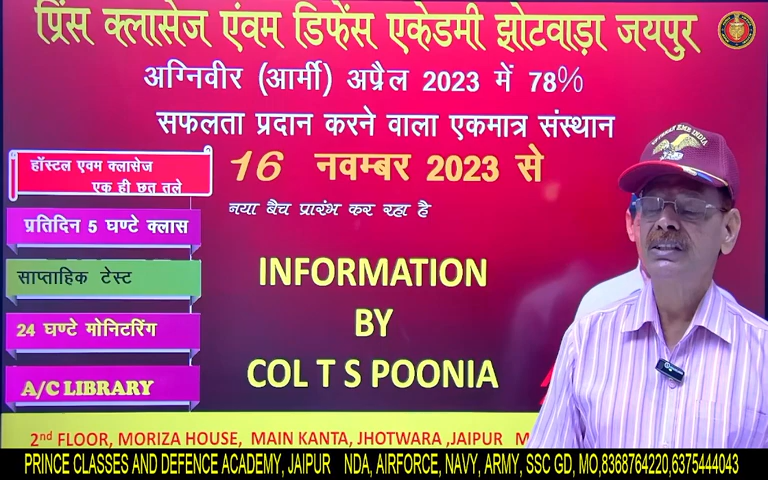 प्रिंस क्लासेज एंवम डिफेंस एकेडमी झोटवाड़ा जयपुर
अग्निवीर (आर्मी) अप्रैल 2023 में 78%
सफलता प्रदान करने वाला एकमात्र संस्थान
हॉस्टल एवम क्लासेज
एक ही छत तले
16 नवम्बर 2023 से
नया बैच प्रारंभ कर रहा है
प्रतिदिन 5 घण्टे क्लास
साप्ताहिक टेस्ट
24 घण्टे मोनिटरिंग
A/C LIBRARY
INFORMATION
BY
COL T S POONIA
INDIA
2nd FLOOR, MORIZA HOUSE, MAIN KANTA, JHOTWARA ,JAIPUR
PRINCE CLASSES AND DEFENCE ACADEMY, JAIPUR NDA, AIRFORCE, NAVY, ARMY, SSC GD, MO,8368764220,6375444043